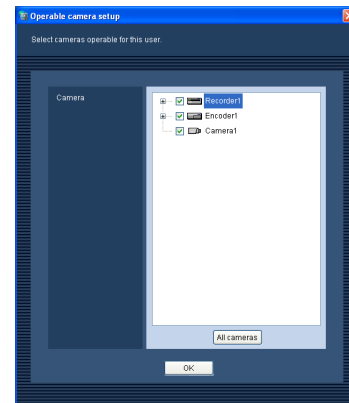 Operable camera setup
Select cameras operable for this user.
Camera
Recorder1
Encoder1
Camera1
All cameras
OK